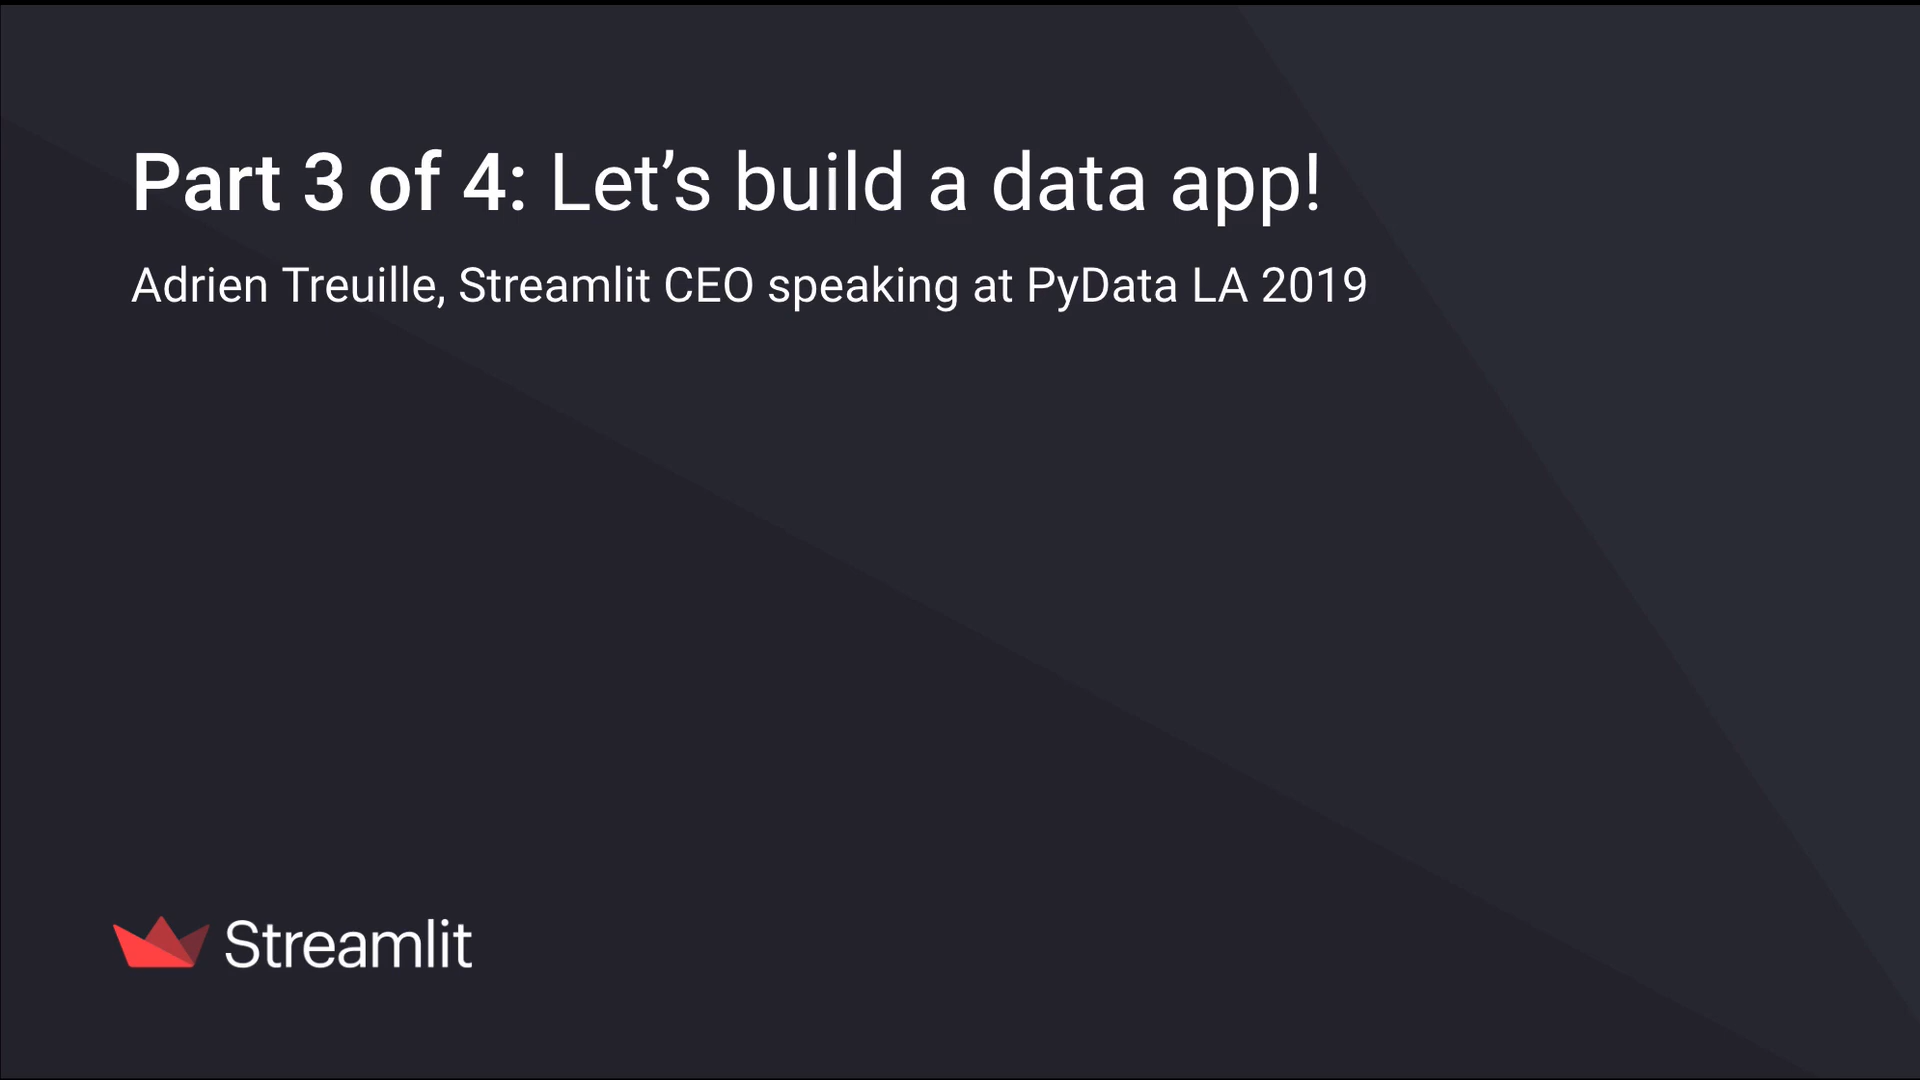 Part 3 of 4: Let’s build a data app!
Adrien Treuille, Streamlit CEO speaking at PyData LA 2019
Streamlit